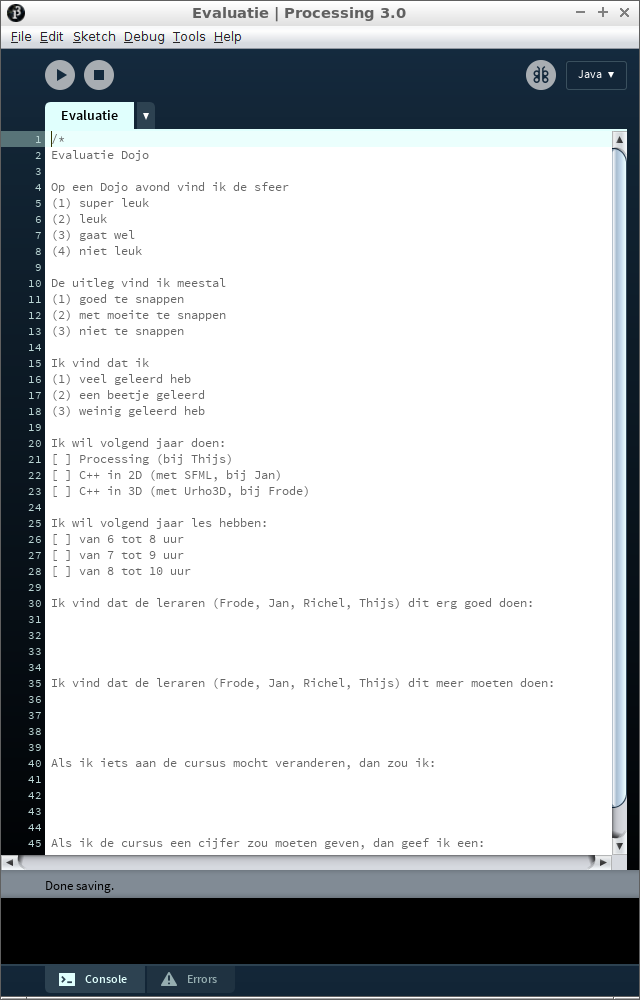 Evaluatie | Processing 3.0
File Edit Sketch Debug Tools Help
Java ▾
Evaluatie ▾
1 /*
2 Evaluatie Dojo
3
4 Op een Dojo avond vind ik de sfeer
5 (1) super leuk
6 (2) leuk
7 (3) gaat wel
8 (4) niet leuk
9
10 De uitleg vind ik meestal
11 (1) goed te snappen
12 (2) met moeite te snappen
13 (3) niet te snappen
14
15 Ik vind dat ik
16 (1) veel geleerd heb
17 (2) een beetje geleerd
18 (3) weinig geleerd heb
19
20 Ik wil volgend jaar doen:
21 [ ] Processing (bij Thijs)
22 [ ] C++ in 2D (met SFML, bij Jan)
23 [ ] C++ in 3D (met Urho3D, bij Frode)
24
25 Ik wil volgend jaar les hebben:
26 [ ] van 6 tot 8 uur
27 [ ] van 7 tot 9 uur
28 [ ] van 8 tot 10 uur
29
30 Ik vind dat de leraren (Frode, Jan, Richel, Thijs) dit erg goed doen:
31
32
33
34
35 Ik vind dat de leraren (Frode, Jan, Richel, Thijs) dit meer moeten doen:
36
37
38
39
40 Als ik iets aan de cursus mocht veranderen, dan zou ik:
41
42
43
44
45 Als ik de cursus een cijfer zou moeten geven, dan geef ik een:
Done saving.
Console Errors